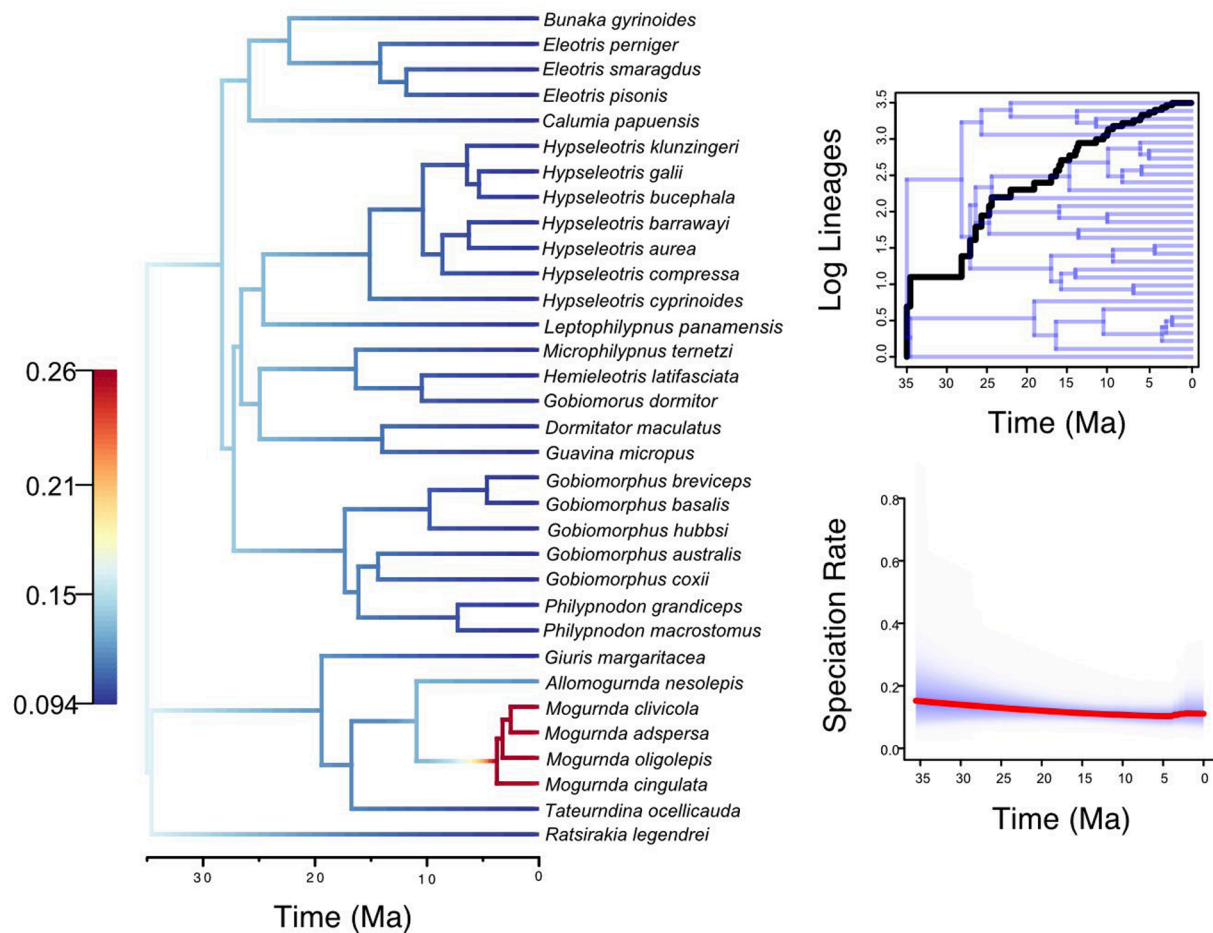 Bunaka gyrinoides
Eleotris perniger
Eleotris smaragdus
Eleotris pisonis
Calumia papuensis
Hypseleotris klunzingeri
Hypseleotris galii
Hypseleotris bucephala
Hypseleotris barrawayi
Hypseleotris aurea
Hypseleotris compressa
Hypseleotris cyprinoides
Leptophilypnus panamensis
Microphilypnus ternetzi
Hemieleotris latifasciata
Gobiomorus dormitor
Dormitator maculatus
Guavina micropus
Gobiomorphus breviceps
Gobiomorphus basalis
Gobiomorphus hubbsi
Gobiomorphus australis
Gobiomorphus coxii
Philypnodon grandiceps
Philypnodon macrostomus
Giuris margaritacea
Allomogurnda nesolepis
Mogurnda clivicola
Mogurnda adspersa
Mogurnda oligolepis
Mogurnda cingulata
Tateurndina ocellicauda
Ratsirakia legendrei
0.26
0.21
0.15
0.094
30 20 10 0
Time (Ma)
Log Lineages
3.5
3.0
2.5
2.0
1.5
1.0
0.5
0.0
35 30 25 20 15 10 5 0
Time (Ma)
Speciation Rate
0.8
0.6
0.4
0.2
0.0
35 30 25 20 15 10 5 0
Time (Ma)